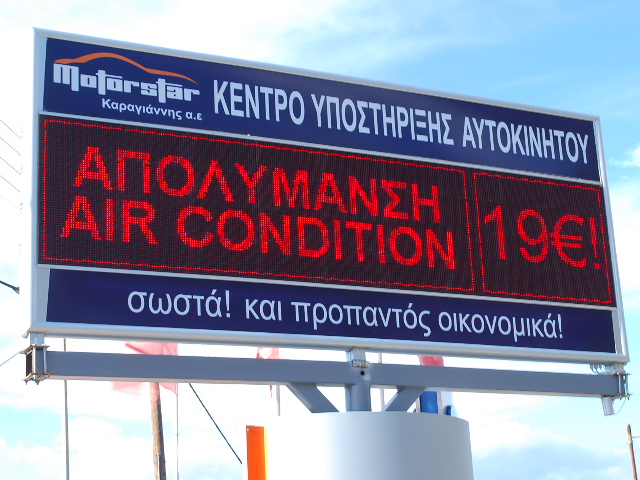 Motorstar
Καραγιάννης α.ε
ΚΕΝΤΡΟ ΥΠΟΣΤΗΡΙΞΗΣ ΑΥΤΟΚΙΝΗΤΟΥ
ΑΠΟΛΥΜΑΝΣΗ
AIR CONDITION
19€!
σωστά! και προπαντός οικονομικά!